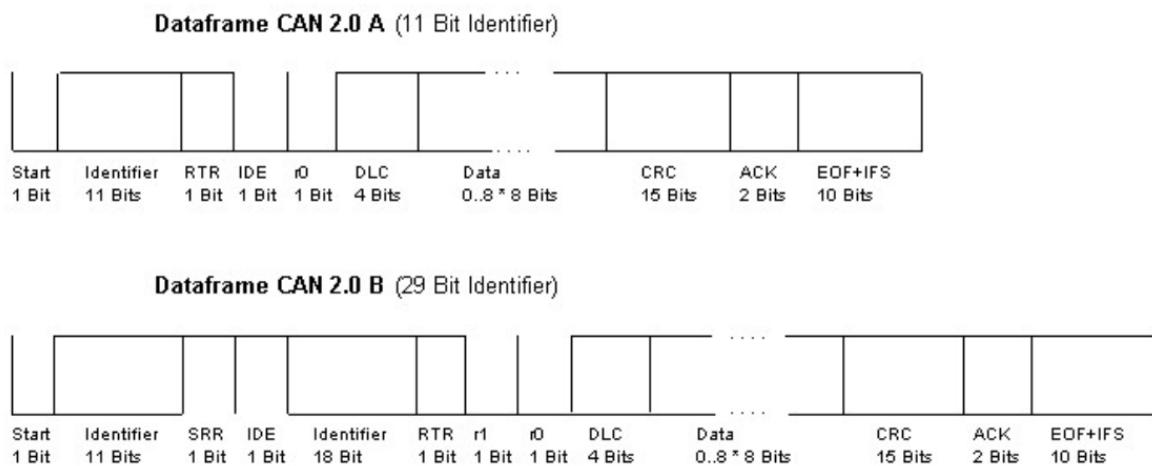 Dataframe CAN 2.0 A (11 Bit Identifier)
Start Identifier RTR IDE r0 DLC Data CRC ACK EOF+IFS
1 Bit 11 Bits 1 Bit 1 Bit 1 Bit 4 Bits 0..8 * 8 Bits 15 Bits 2 Bits 10 Bits
Dataframe CAN 2.0 B (29 Bit Identifier)
Start Identifier SRR IDE Identifier RTR r1 r0 DLC Data CRC ACK EOF+IFS
1 Bit 11 Bits 1 Bit 1 Bit 18 Bit 1 Bit 1 Bit 1 Bit 4 Bits 0..8 * 8 Bits 15 Bits 2 Bits 10 Bits